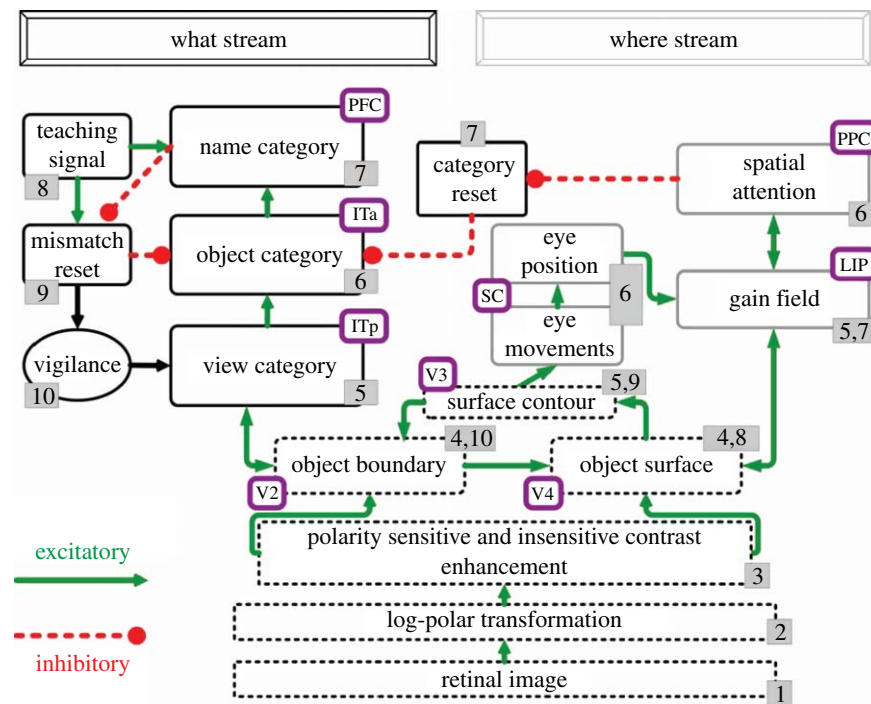 what stream
where stream
PFC
teaching
signal
8
name category
7
7
category
reset
PPC
spatial
attention
6
ITa
mismatch
reset
9
object category
6
eye
position
SC
6
eye
movements
LIP
gain field
5,7
ITp
vigilance
10
view category
5
V3
surface contour
5,9
object boundary
4,10
V2
object surface
4,8
V4
polarity sensitive and insensitive contrast
enhancement
3
excitatory
log-polar transformation
2
inhibitory
retinal image
1